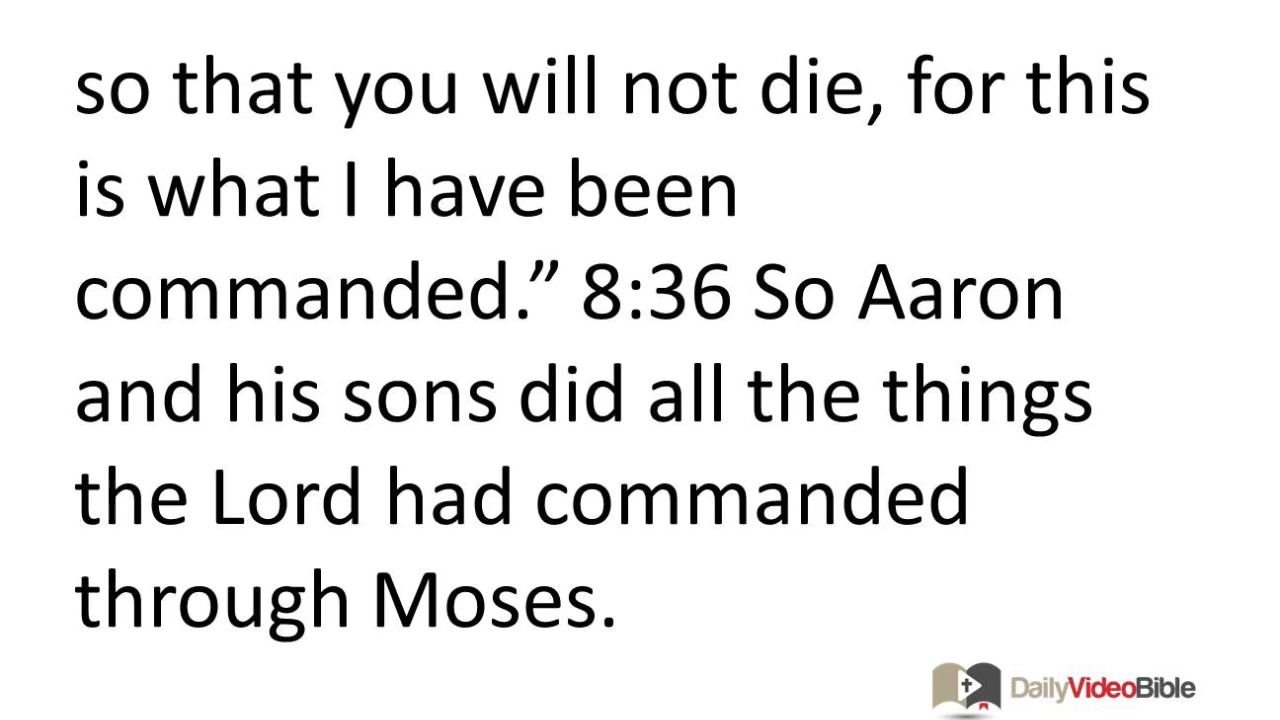 so that you will not die, for this
is what I have been
commanded.” 8:36 So Aaron
and his sons did all the things
the Lord had commanded
through Moses.
DailyVideoBible